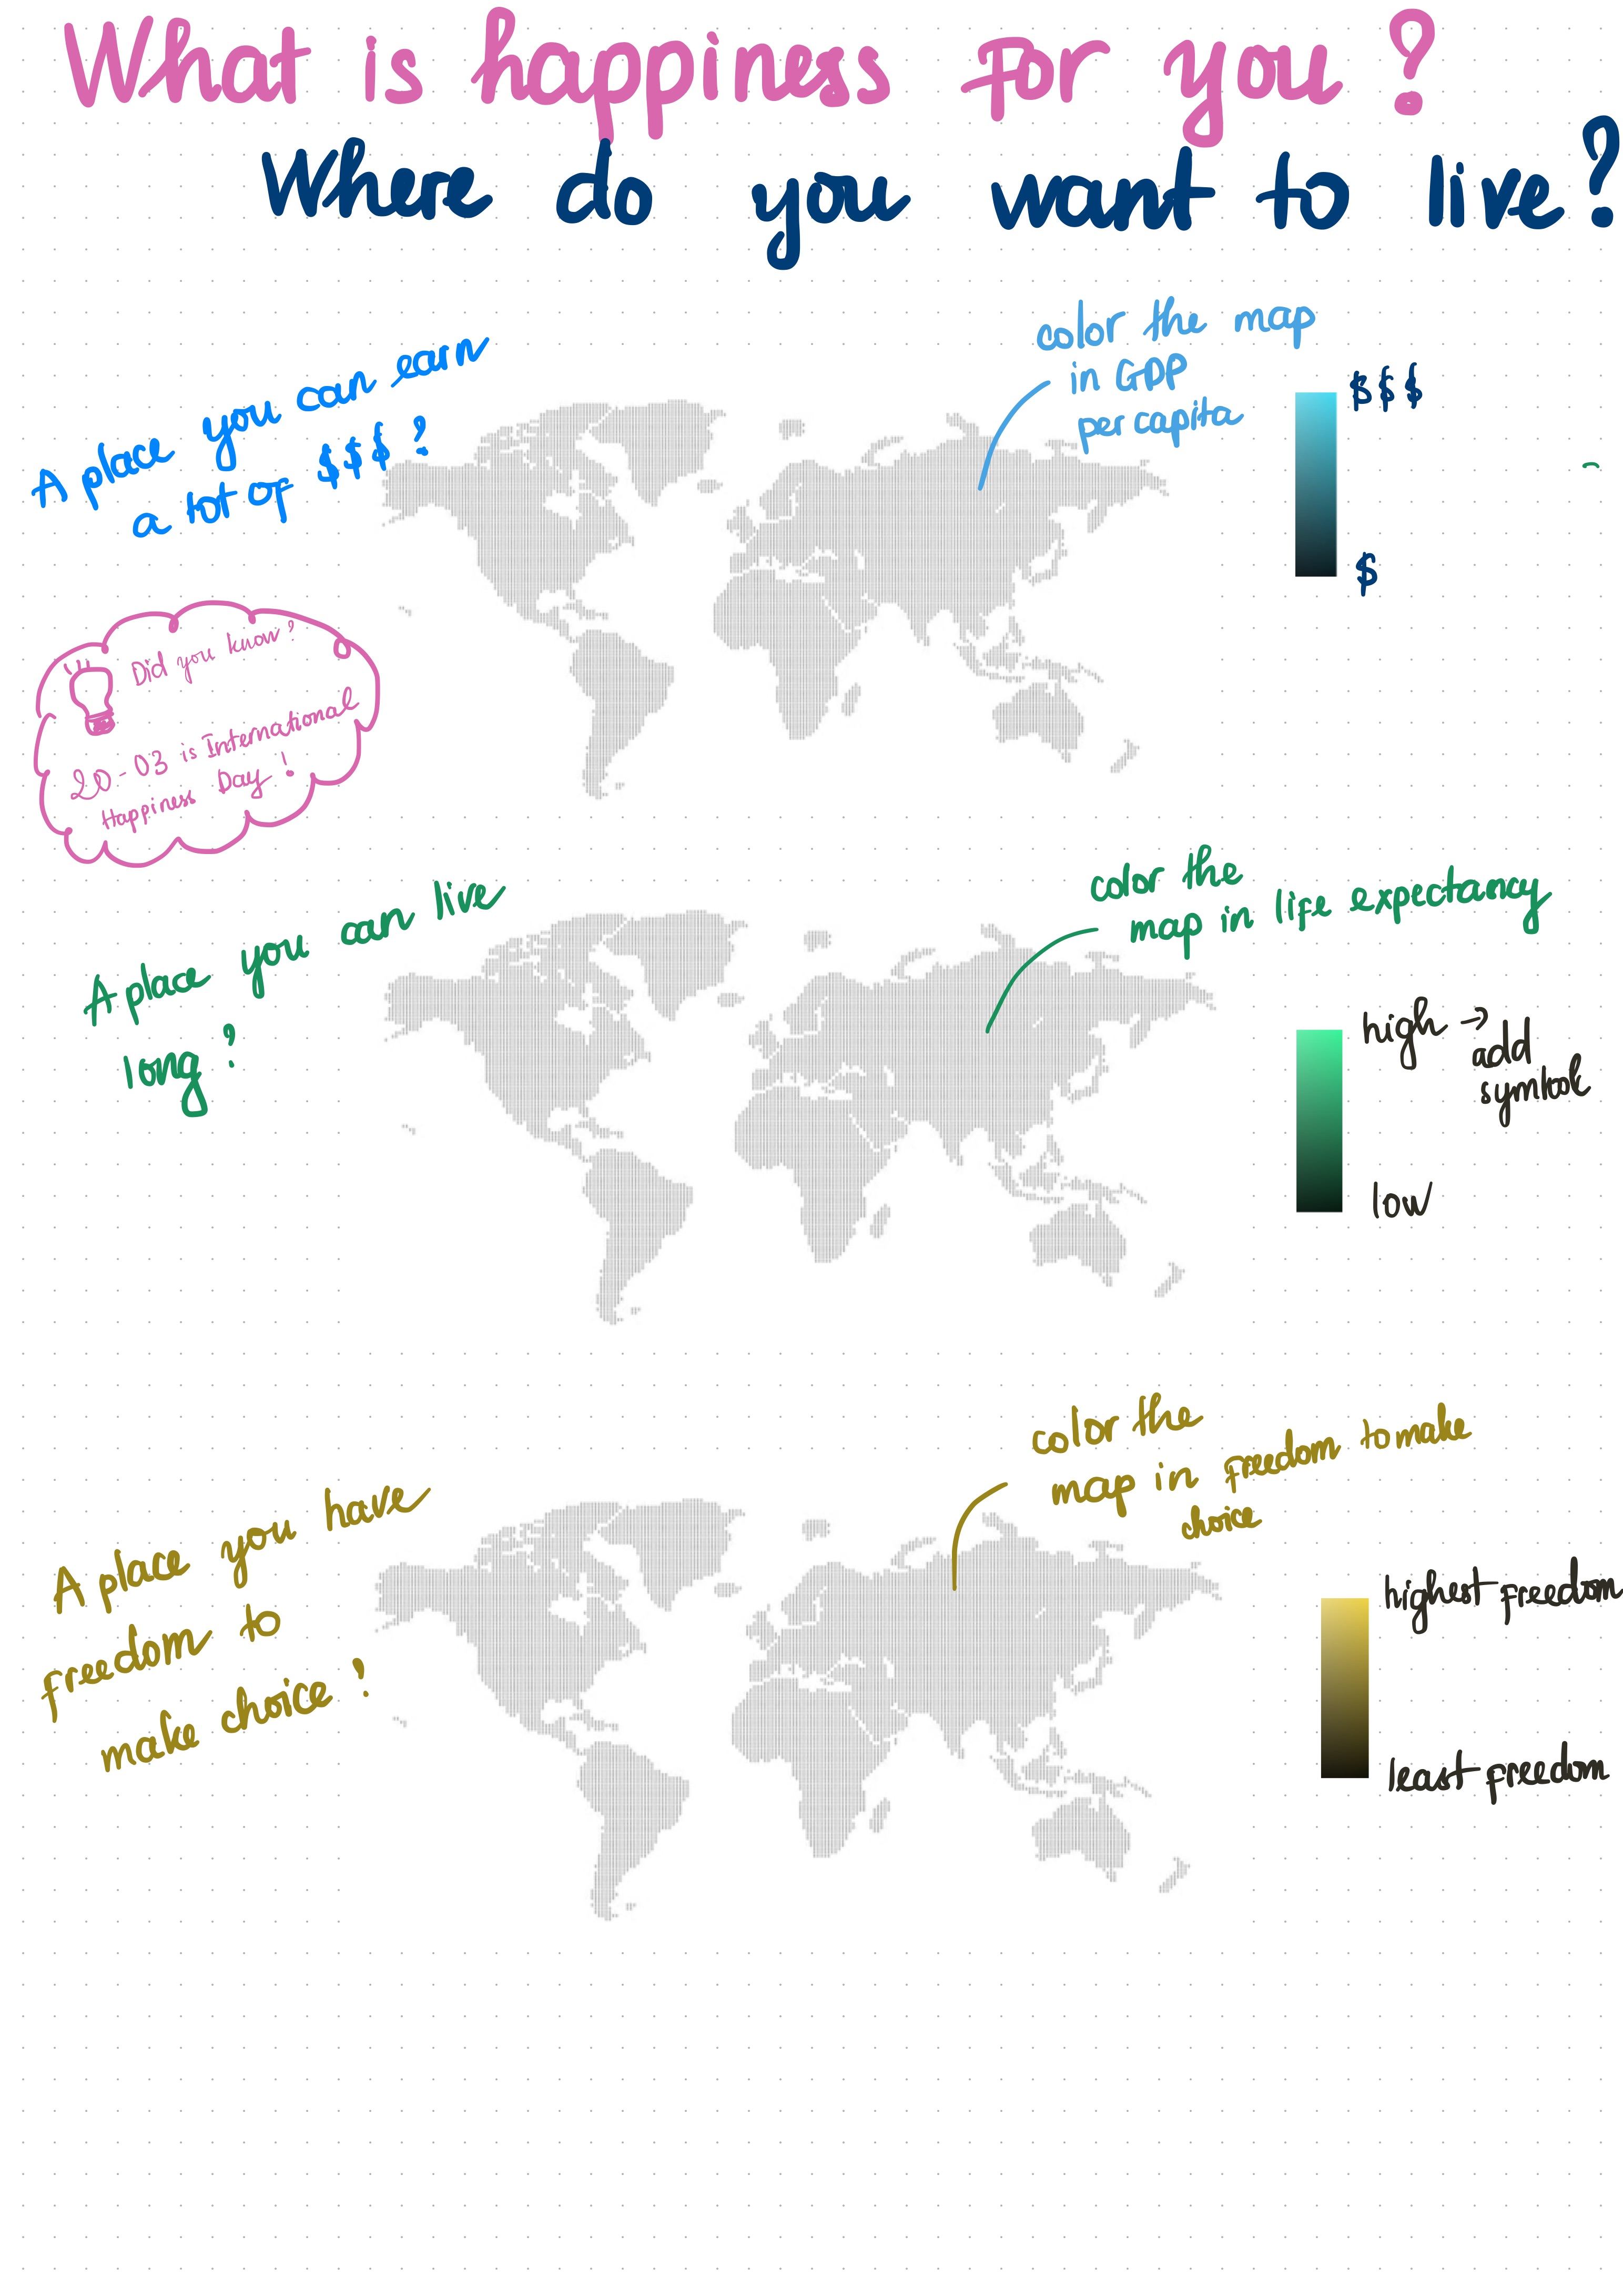 What is happiness for you?
Where do you want to live?
A place you can earn
a lot of $$$?
color the map
in GDP
per capita
$$$
$
Did you know?
20-03 is International
Happiness Day!
A place you can live
long?
color the
map in life expectancy
high → add
symbol
low
A place you have
freedom to
make choice?
color the
map in freedom to make
choice
highest freedom
least freedom